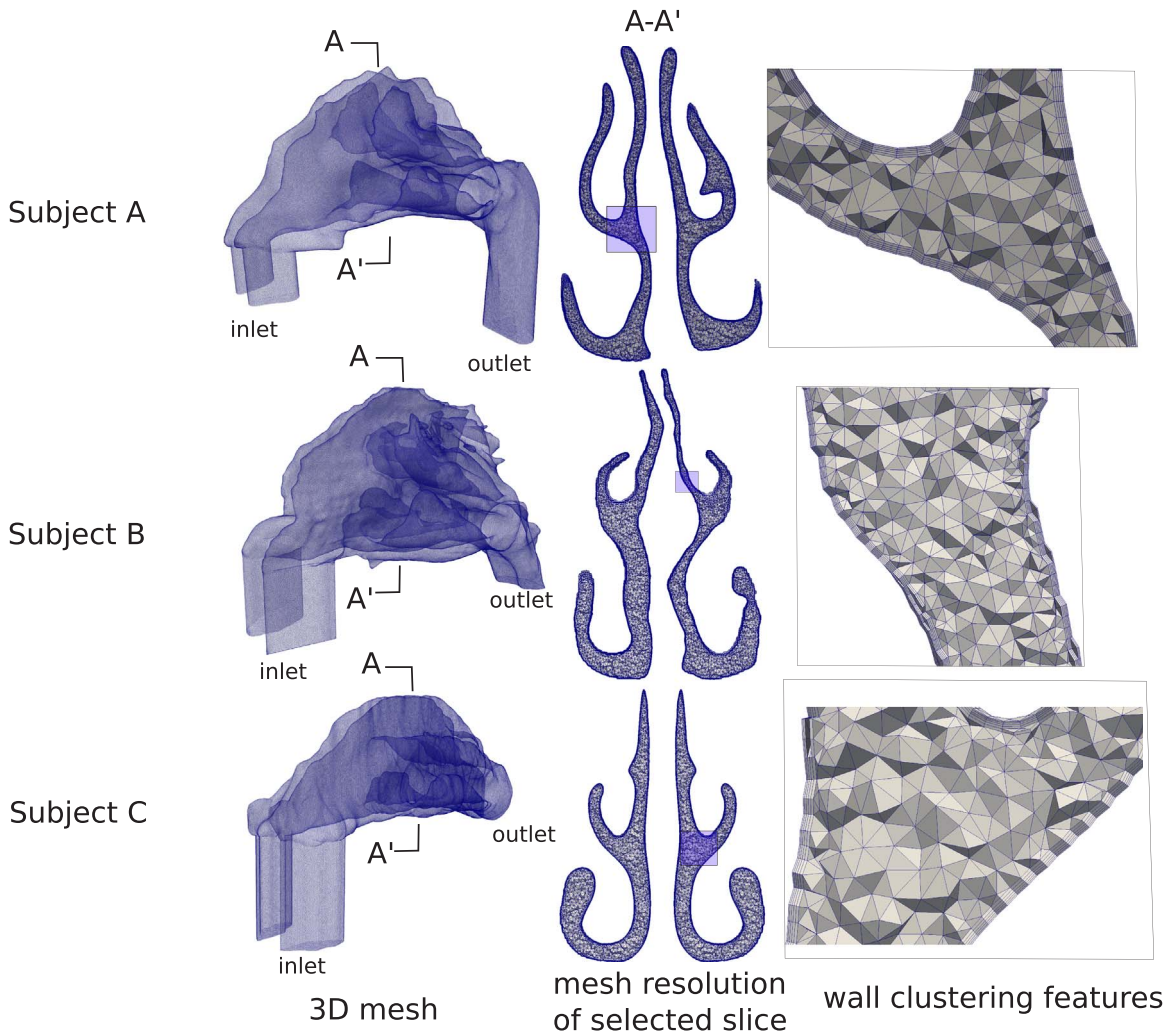 A-A'
A
Subject A
A'
inlet
outlet
A
Subject B
A'
outlet
inlet
A
Subject C
outlet
A'
inlet
3D mesh
mesh resolution
of selected slice
wall clustering features